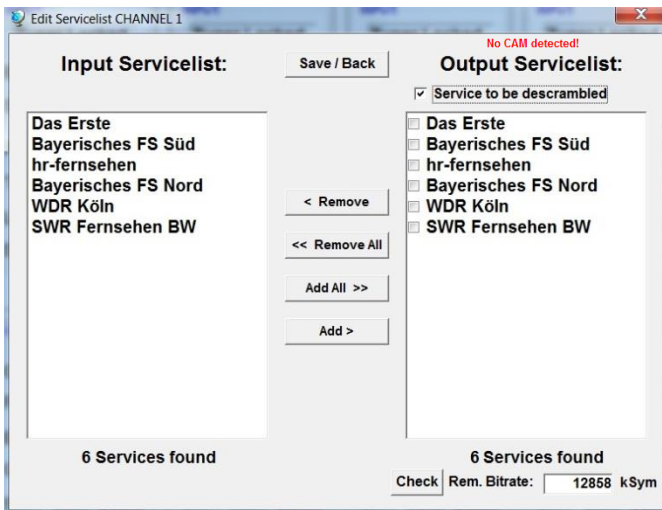 Edit Servicelist CHANNEL 1
No CAM detected!
Input Servicelist:
Save / Back
Output Servicelist:
Service to be descrambled
Das Erste
Bayerisches FS Süd
hr-fernsehen
Bayerisches FS Nord
WDR Köln
SWR Fernsehen BW
< Remove
<< Remove All
Add All >>
Add >
Das Erste
Bayerisches FS Süd
hr-fernsehen
Bayerisches FS Nord
WDR Köln
SWR Fernsehen BW
6 Services found
6 Services found
Check Rem. Bitrate: 12858 kSym